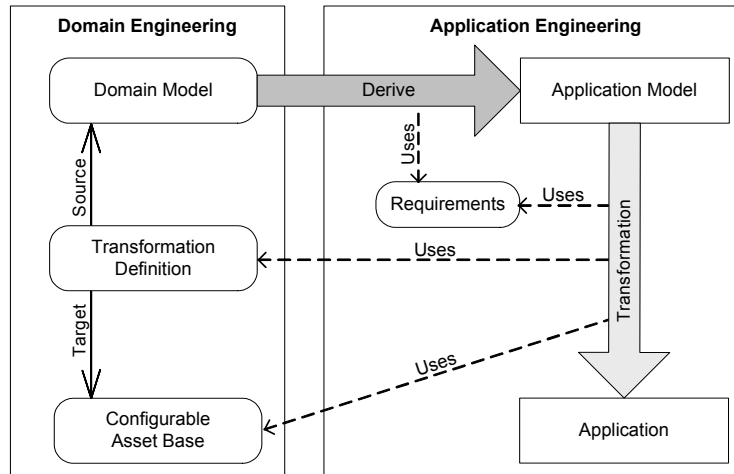 Domain Engineering
Application Engineering
Domain Model
Derive
Application Model
Uses
Source
Requirements
Uses
Transformation
Definition
Uses
Transformation
Target
Uses
Configurable
Asset Base
Application